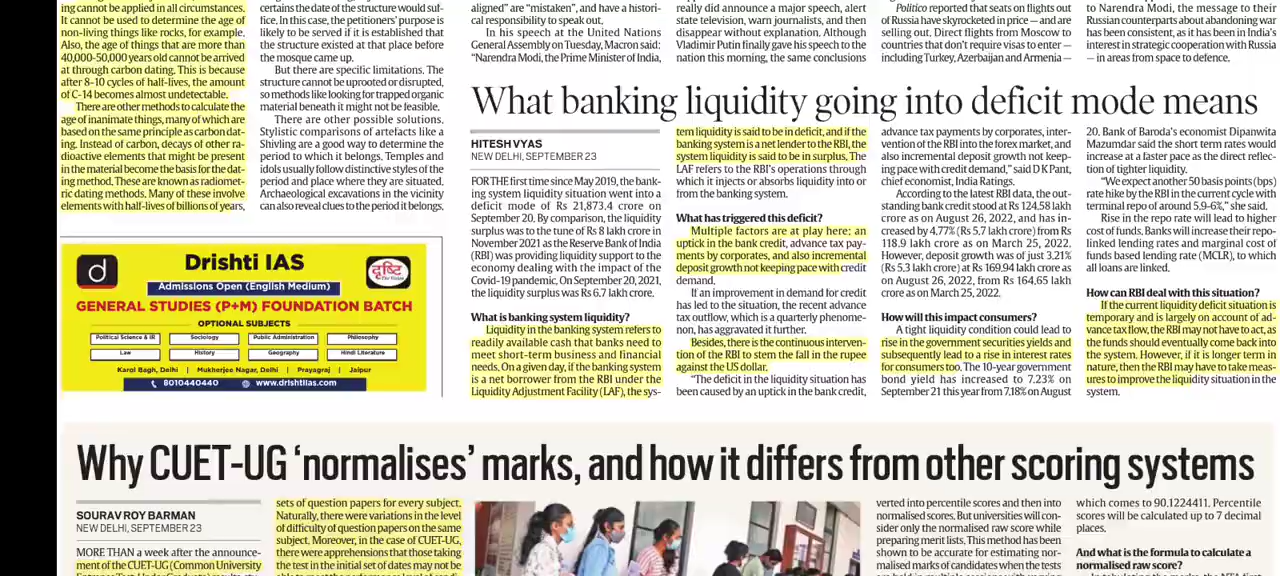 ing cannot be applied in all circumstances.
It cannot be used to determine the age of
non-living things like rocks, for example.
Also, the age of things that are more than
40,000-50,000 years old cannot be arrived
at through carbon dating. This is because
after 8-10 cycles of half-lives, the amount
of C-14 becomes almost undetectable.
There are other methods to calculate the
age of inanimate things, many of which are
based on the same principle as carbon dat-
ing. Instead of carbon, decays of other ra-
dioactive elements that might be present
in the material become the basis for the da-
ting method. These are known as radiomet-
ric dating methods. Many of these involve
elements with half-lives of billions of years,
certains the date of the structure would suf-
fice. In this case, the petitioners' purpose is
likely to be served if it is established that
the structure existed at that place before
the mosque came up.
But there are specific limitations. The
structure cannot be uprooted or disrupted,
so methods like looking for trapped organic
material beneath it might not be feasible.
There are other possible solutions.
Stylistic comparisons of artefacts like a
Shivling are a good way to determine the
period to which it belongs. Temples and
idols usually follow distinctive styles of the
period and place where they are situated.
Archaeological excavations in the vicinity
can also reveal clues to the period it belongs.
aligned" are "mistaken", and have a histori-
cal responsibility to speak out.
In his speech at the United Nations
General Assembly on Tuesday, Macron said:
"Narendra Modi, the Prime Minister of India,
really did announce a major speech, alert
state television, warn journalists, and then
disappear without explanation. Although
Vladimir Putin finally gave his speech to the
nation this morning, the same conclusions
Politico reported that seats on flights out
of Russia have skyrocketed in price — and are
selling out. Direct flights from Moscow to
countries that don't require visas to enter —
including Turkey, Azerbaijan and Armenia —
to Narendra Modi, the message to their
Russian counterparts about abandoning war
has been consistent, as it has been in India's
interest in strategic cooperation with Russia
— in areas from space to defence.
What banking liquidity going into deficit mode means
HITESH VYAS
NEW DELHI, SEPTEMBER 23
FOR THE first time since May 2019, the bank-
ing system liquidity situation went into a
deficit mode of Rs 21,873.4 crore on
September 20. By comparison, the liquidity
surplus was to the tune of Rs 8 lakh crore in
November 2021 as the Reserve Bank of India
(RBI) was providing liquidity support to the
economy dealing with the impact of the
Covid-19 pandemic. On September 20, 2021,
the liquidity surplus was Rs 6.7 lakh crore.
What is banking system liquidity?
Liquidity in the banking system refers to
readily available cash that banks need to
meet short-term business and financial
needs. On a given day, if the banking system
is a net borrower from the RBI under the
Liquidity Adjustment Facility (LAF), the sys-
tem liquidity is said to be in deficit, and if the
banking system is a net lender to the RBI,
the system liquidity is said to be in surplus. The
LAF refers to the RBI's operations through
which it injects or absorbs liquidity into or
from the banking system.
What has triggered this deficit?
Multiple factors are at play here: an
uptick in the bank credit, advance tax pay-
ments by corporates, and also incremental
deposit growth not keeping pace with credit
demand.
If an improvement in demand for credit
has led to the situation, the recent advance
tax outflow, which is a quarterly phenome-
non, has aggravated it further.
Besides, there is the continuous interven-
tion of the RBI to stem the fall in the rupee
against the US dollar.
"The deficit in the liquidity situation has
been caused by an uptick in the bank credit,
advance tax payments by corporates, inter-
vention of the RBI into the forex market, and
also incremental deposit growth not keep-
ing pace with credit demand," said D K Pant,
chief economist, India Ratings.
According to the latest RBI data, the out-
standing bank credit stood at Rs 124.58 lakh
crore as on August 26, 2022, and has in-
creased by 4.77% (Rs 5.7 lakh crore) from Rs
118.9 lakh crore as on March 25, 2022.
However, deposit growth was of just 3.21%
(Rs 5.3 lakh crore) at Rs 169.94 lakh crore as
on August 26, 2022, from Rs 164.65 lakh
crore as on March 25, 2022.
How will this impact consumers?
A tight liquidity condition could lead to
rise in the government securities yields and
subsequently lead to a rise in interest rates
for consumers too. The 10-year government
bond yield has increased to 7.23% on
September 21 this year from 7.18% on August
20. Bank of Baroda's economist Dipanwita
Mazumdar said the short term rates would
increase at a faster pace as the direct reflec-
tion of tighter liquidity.
"We expect another 50 basis points (bps)
rate hike by the RBI in the current cycle with
terminal repo of around 5.9-6%," she said.
Rise in the repo rate will lead to higher
cost of funds. Banks will increase their repo-
linked lending rates and marginal cost of
funds based lending rate (MCLR), to which
all loans are linked.
How can RBI deal with this situation?
If the current liquidity deficit situation is
temporary and is largely on account of ad-
vance tax flow, the RBI may not have to act, as
the funds should eventually come back into
the system. However, if it is longer term in
nature, then the RBI may have to take meas-
ures to improve the liquidity situation in the
system.
d
Drishti IAS
दृष्टि
The Vision
Admissions Open (English Medium)
GENERAL STUDIES (P+M) FOUNDATION BATCH
OPTIONAL SUBJECTS
Political Science & IR
Sociology
Public Administration
Philosophy
Law
History
Geography
Hindi Literature
Karol Bagh, Delhi | Mukherjee Nagar, Delhi | Prayagraj | Jaipur
8010440440 www.drishtiias.com
Why CUET-UG 'normalises' marks, and how it differs from other scoring systems
SOURAV ROY BARMAN
NEW DELHI, SEPTEMBER 23
MORE THAN a week after the announce-
ment of the CUET-UG (Common University
sets of question papers for every subject.
Naturally, there were variations in the level
of difficulty of question papers on the same
subject. Moreover, in the case of CUET-UG,
there were apprehensions that those taking
the test in the initial set of dates may not be
verted into percentile scores and then into
normalised scores. But universities will con-
sider only the normalised raw score while
preparing merit lists. This method has been
shown to be accurate for estimating nor-
malised marks of candidates when the tests
which comes to 90.1224411. Percentile
scores will be calculated up to 7 decimal
places.
And what is the formula to calculate a
normalised raw score?